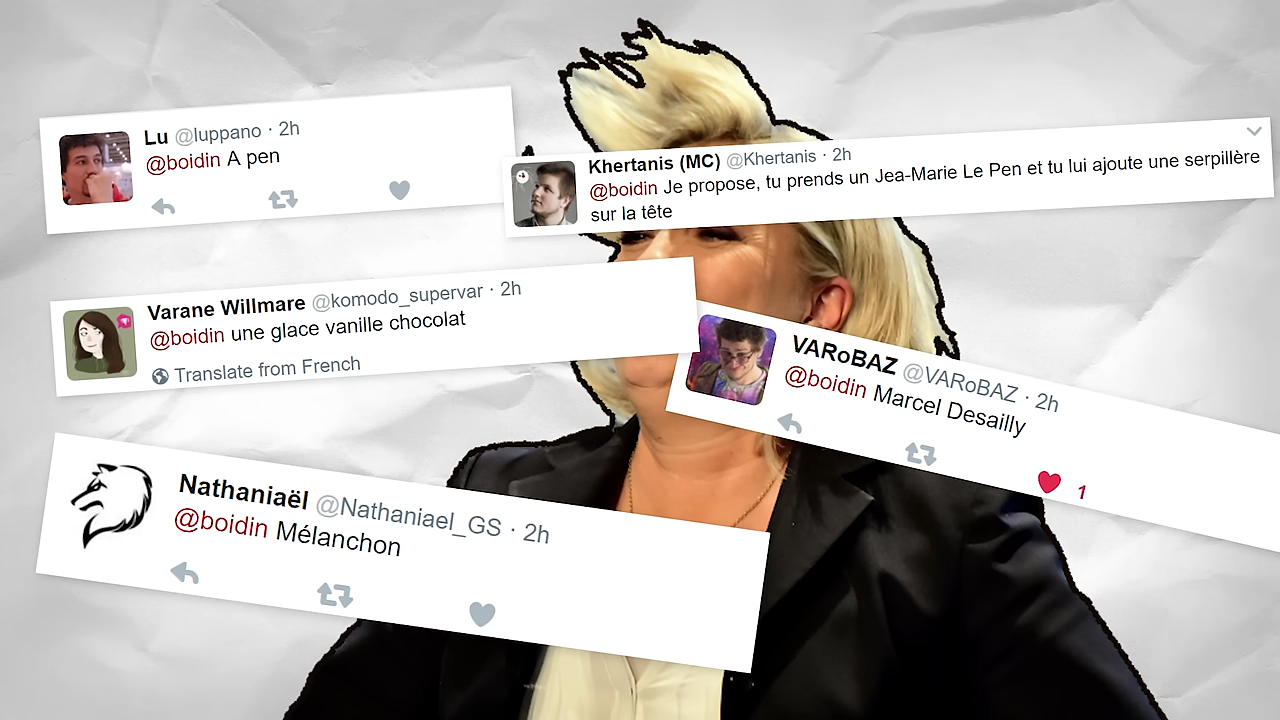 Lu @luppano · 2h
@boidin A pen
Khertanis (MC) @Khertanis · 2h
@boidin Je propose, tu prends un Jea-Marie Le Pen et tu lui ajoute une serpillère
sur la tête
Varane Willmare @komodo_supervar · 2h
@boidin une glace vanille chocolat
Translate from French
VARoBAZ @VARoBAZ · 2h
@boidin Marcel Desailly
1
Nathaniaël @Nathaniael_GS · 2h
@boidin Mélanchon